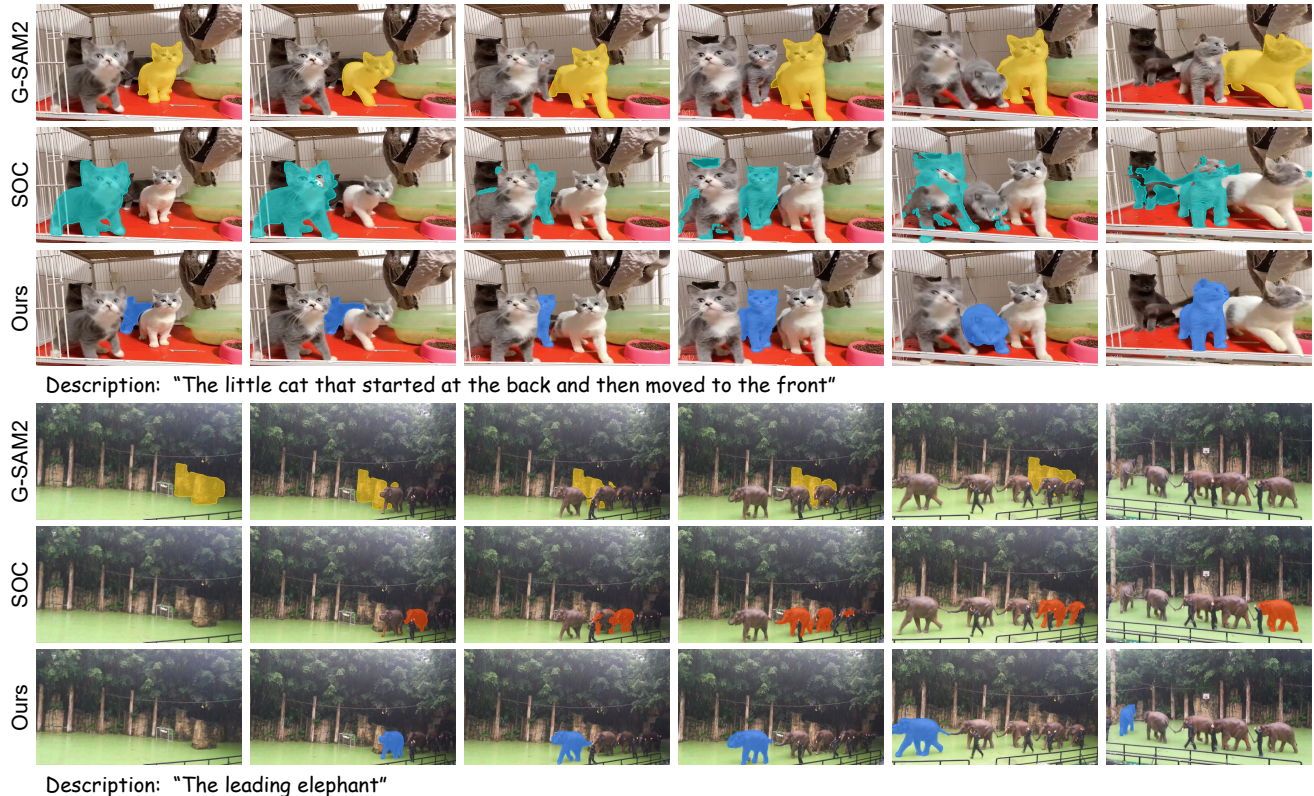 G-SAM2
SOC
Ours
Description: “The little cat that started at the back and then moved to the front”
G-SAM2
SOC
Ours
Description: “The leading elephant”